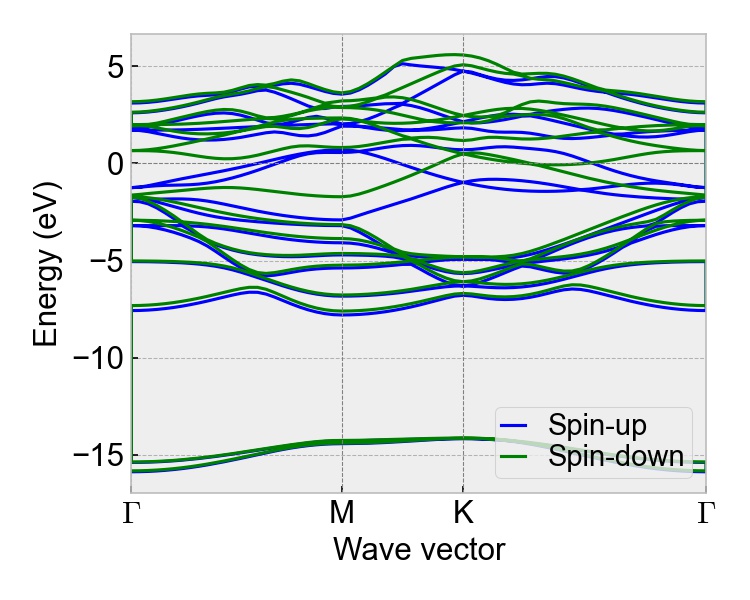 Energy (eV)
5
0
−5
−10
−15
Spin-up
Spin-down
Γ M K Γ
Wave vector